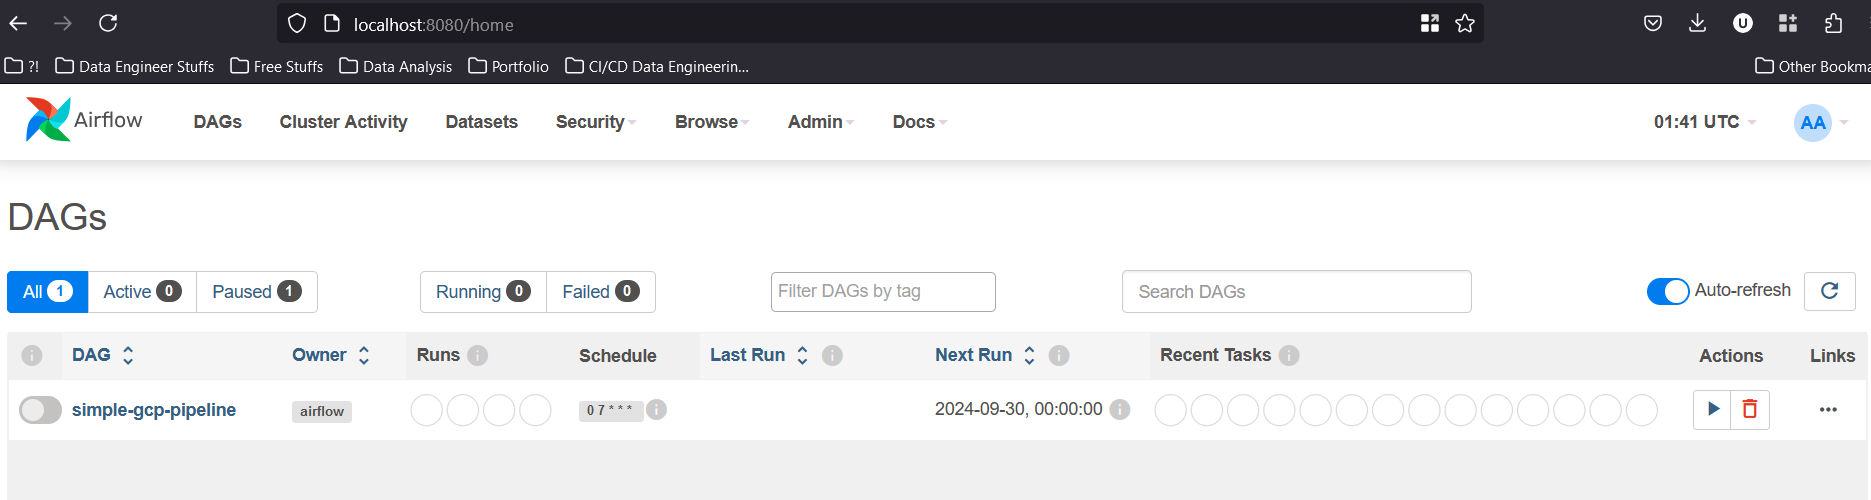 localhost:8080/home
?! Data Engineer Stuffs Free Stuffs Data Analysis Portfolio CI/CD Data Engineerin... Other Bookma
Airflow DAGs Cluster Activity Datasets Security Browse Admin Docs 01:41 UTC AA
DAGs
All 1 Active 0 Paused 1 Running 0 Failed 0 Filter DAGs by tag Search DAGs Auto-refresh
i DAG Owner Runs i Schedule Last Run i Next Run i Recent Tasks i Actions Links
simple-gcp-pipeline airflow 0 7 * * * i 2024-09-30, 00:00:00 i ...